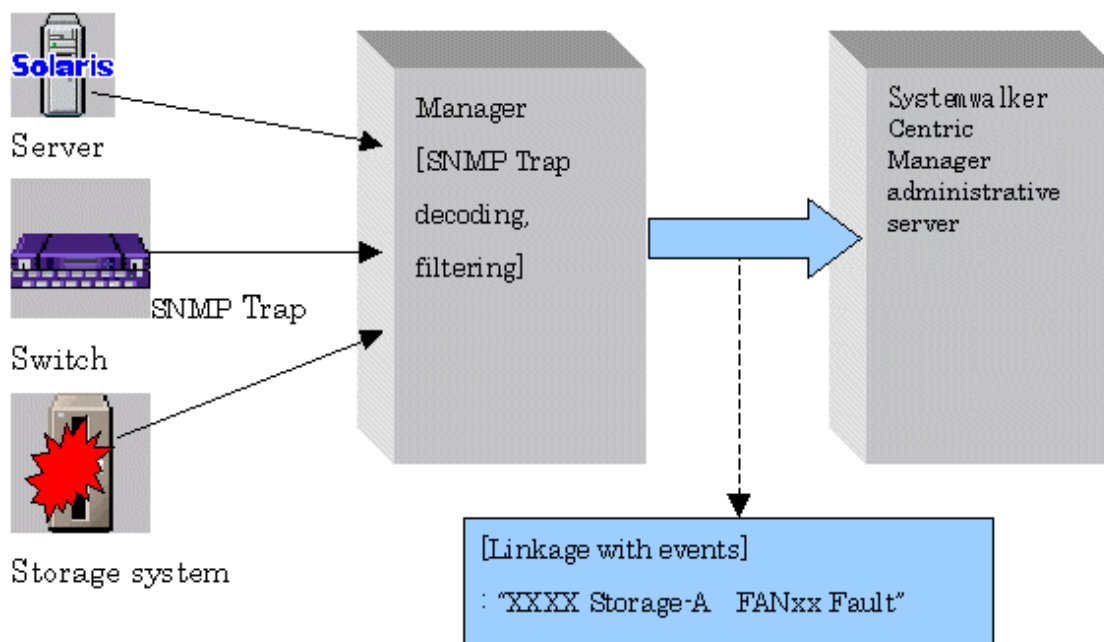 Solaris
Server
SNMP Trap
Switch
Storage system
Manager
[SNMP Trap
decoding,
filtering]
Systemwalker
Centric
Manager
administrative
server
[Linkage with events]
: "XXXX Storage-A FANxx Fault"